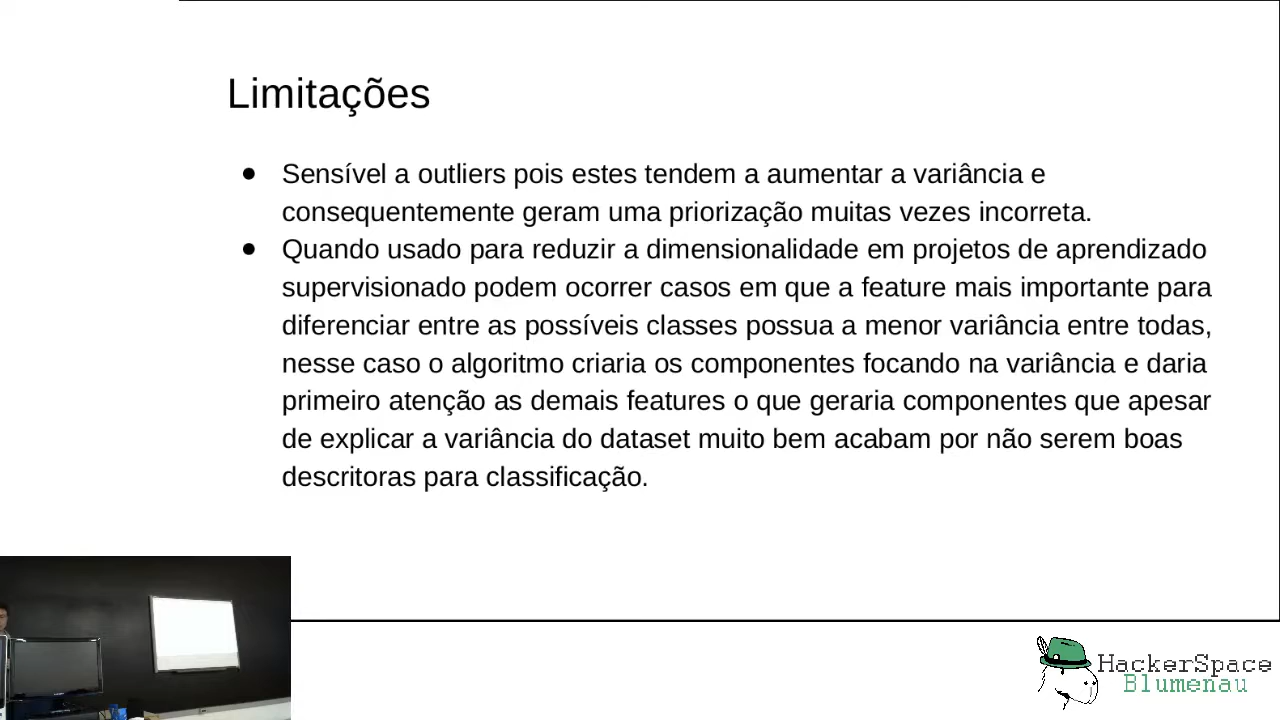 Limitações
● Sensível a outliers pois estes tendem a aumentar a variância e
consequentemente geram uma priorização muitas vezes incorreta.
● Quando usado para reduzir a dimensionalidade em projetos de aprendizado
supervisionado podem ocorrer casos em que a feature mais importante para
diferenciar entre as possíveis classes possua a menor variância entre todas,
nesse caso o algoritmo criaria os componentes focando na variância e daria
primeiro atenção as demais features o que geraria componentes que apesar
de explicar a variância do dataset muito bem acabam por não serem boas
descritoras para classificação.
HackerSpace
Blumenau